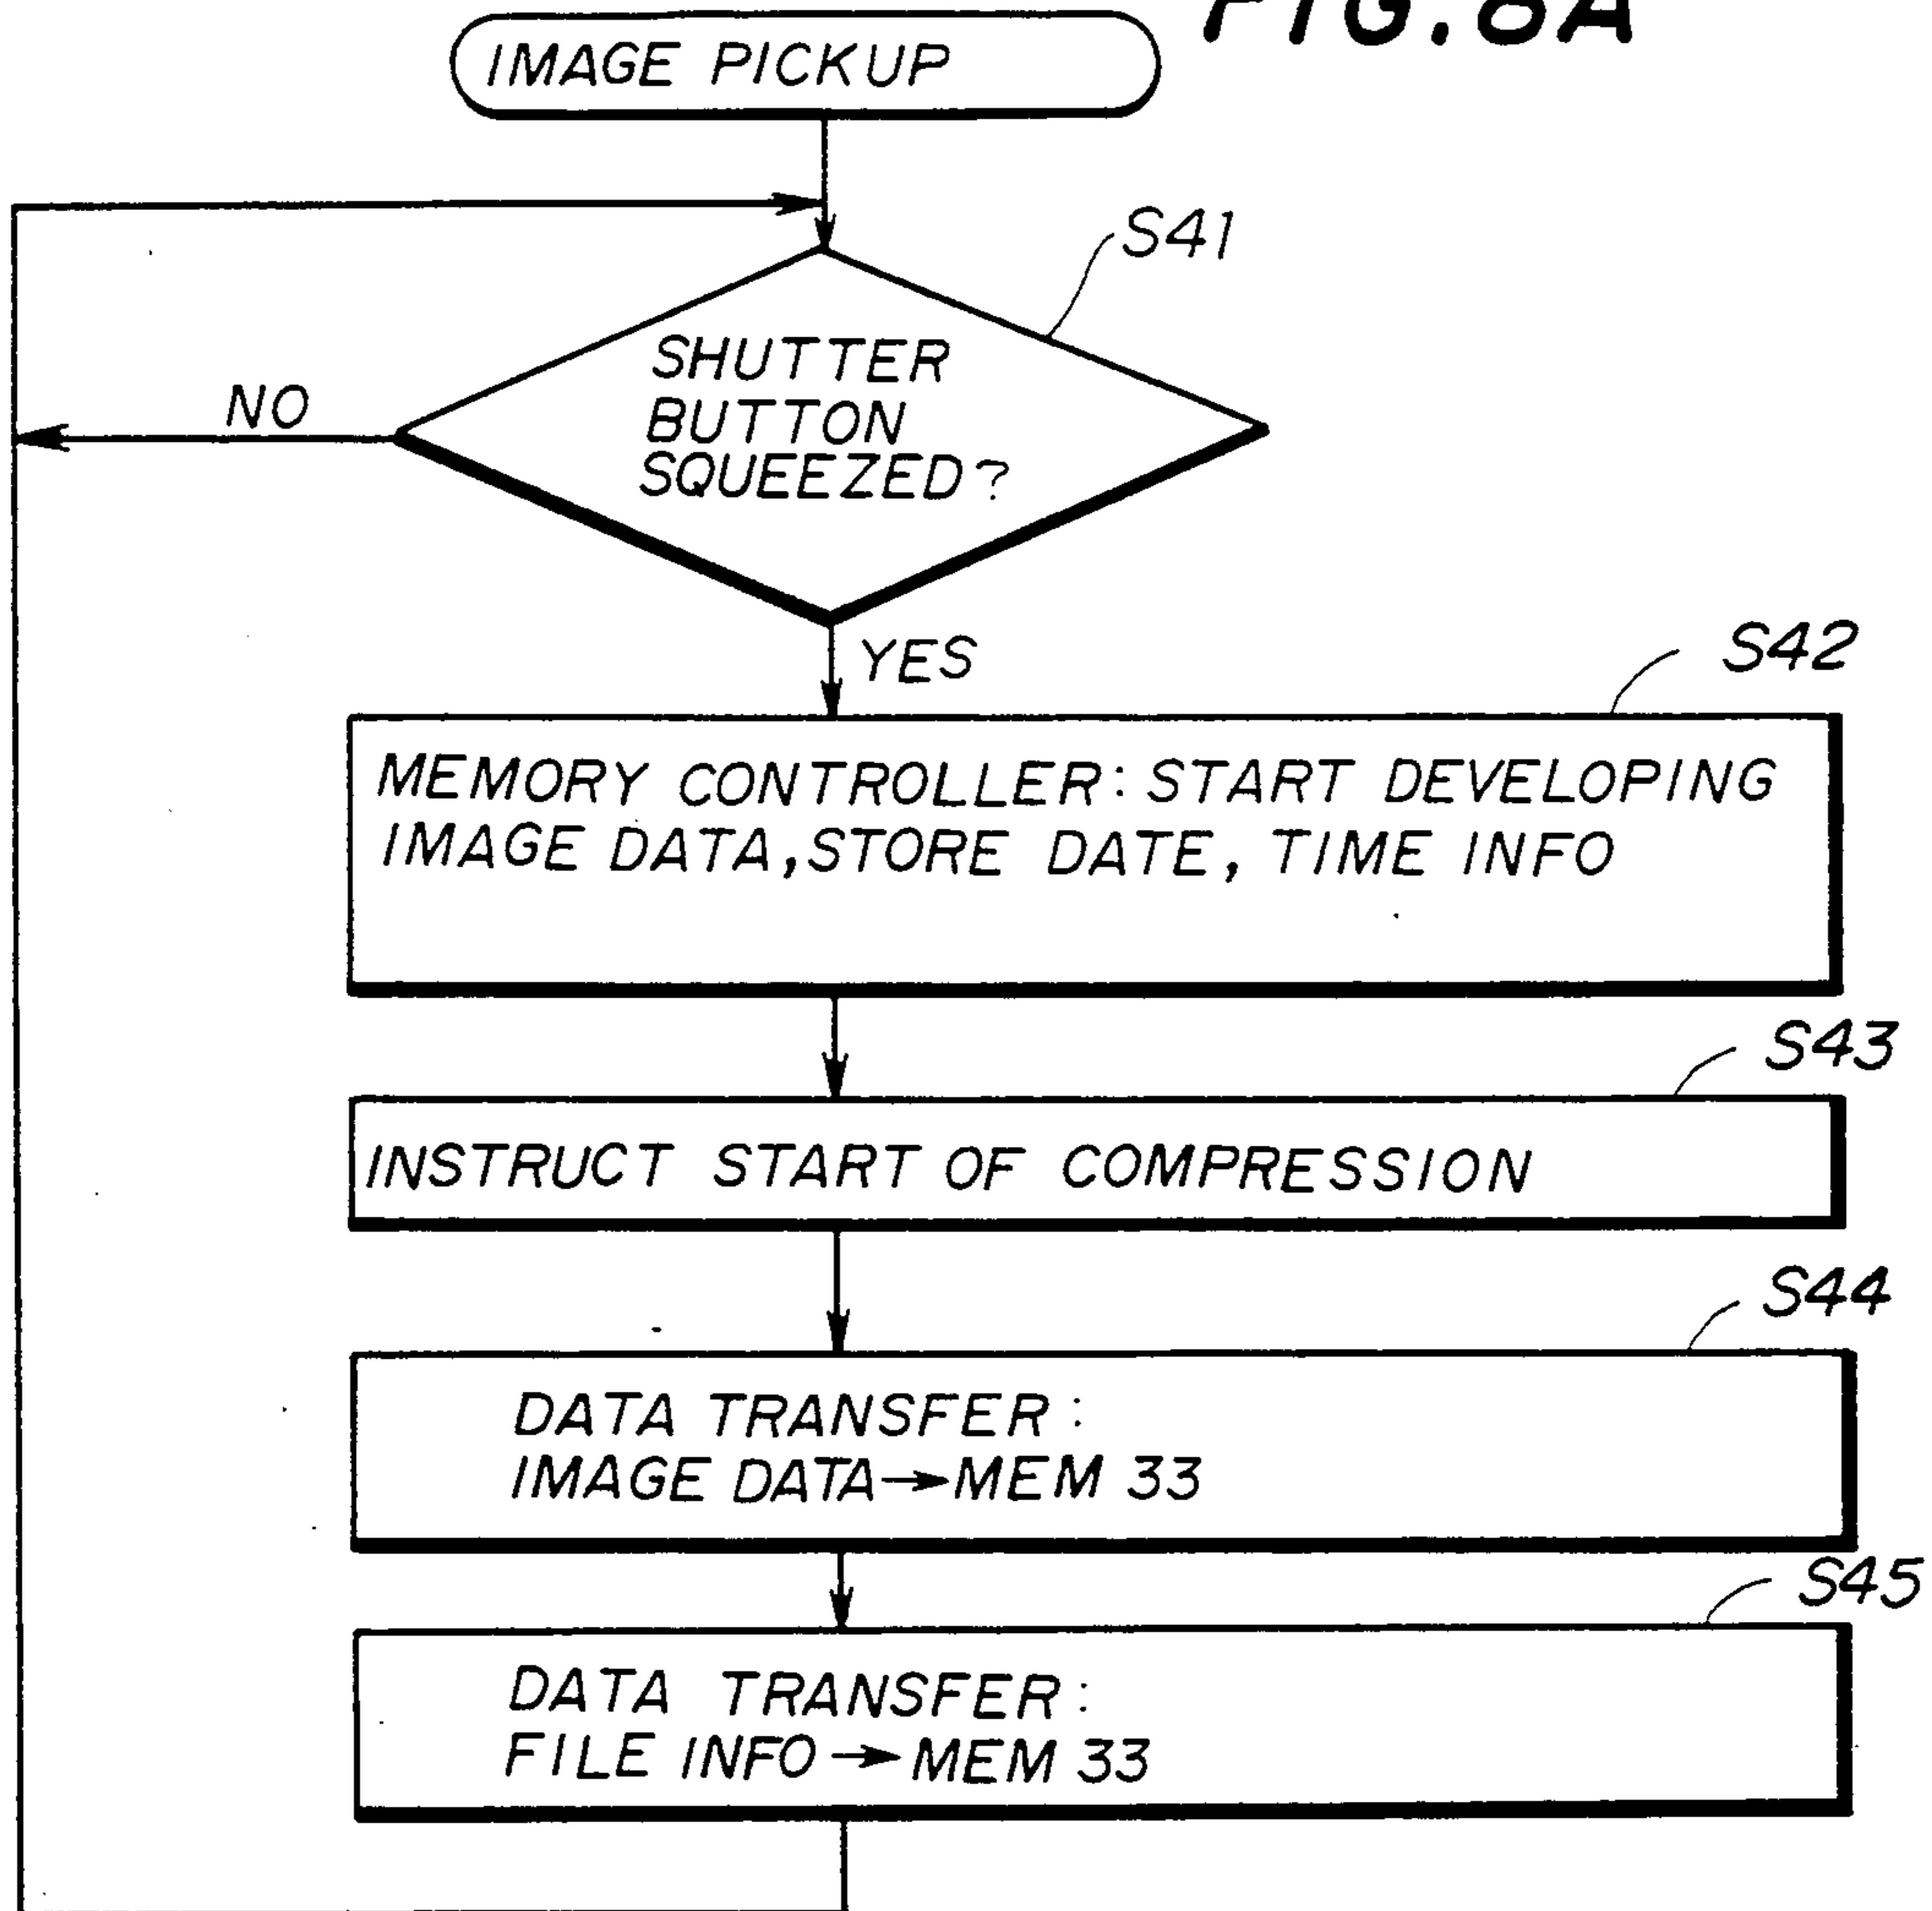 FIG.8A
IMAGE PICKUP
S41
SHUTTER
BUTTON
SQUEEZED?
NO
YES
S42
MEMORY CONTROLLER: START DEVELOPING
IMAGE DATA, STORE DATE, TIME INFO
S43
INSTRUCT START OF COMPRESSION
S44
DATA TRANSFER:
IMAGE DATA→MEM 33
S45
DATA TRANSFER:
FILE INFO→MEM 33